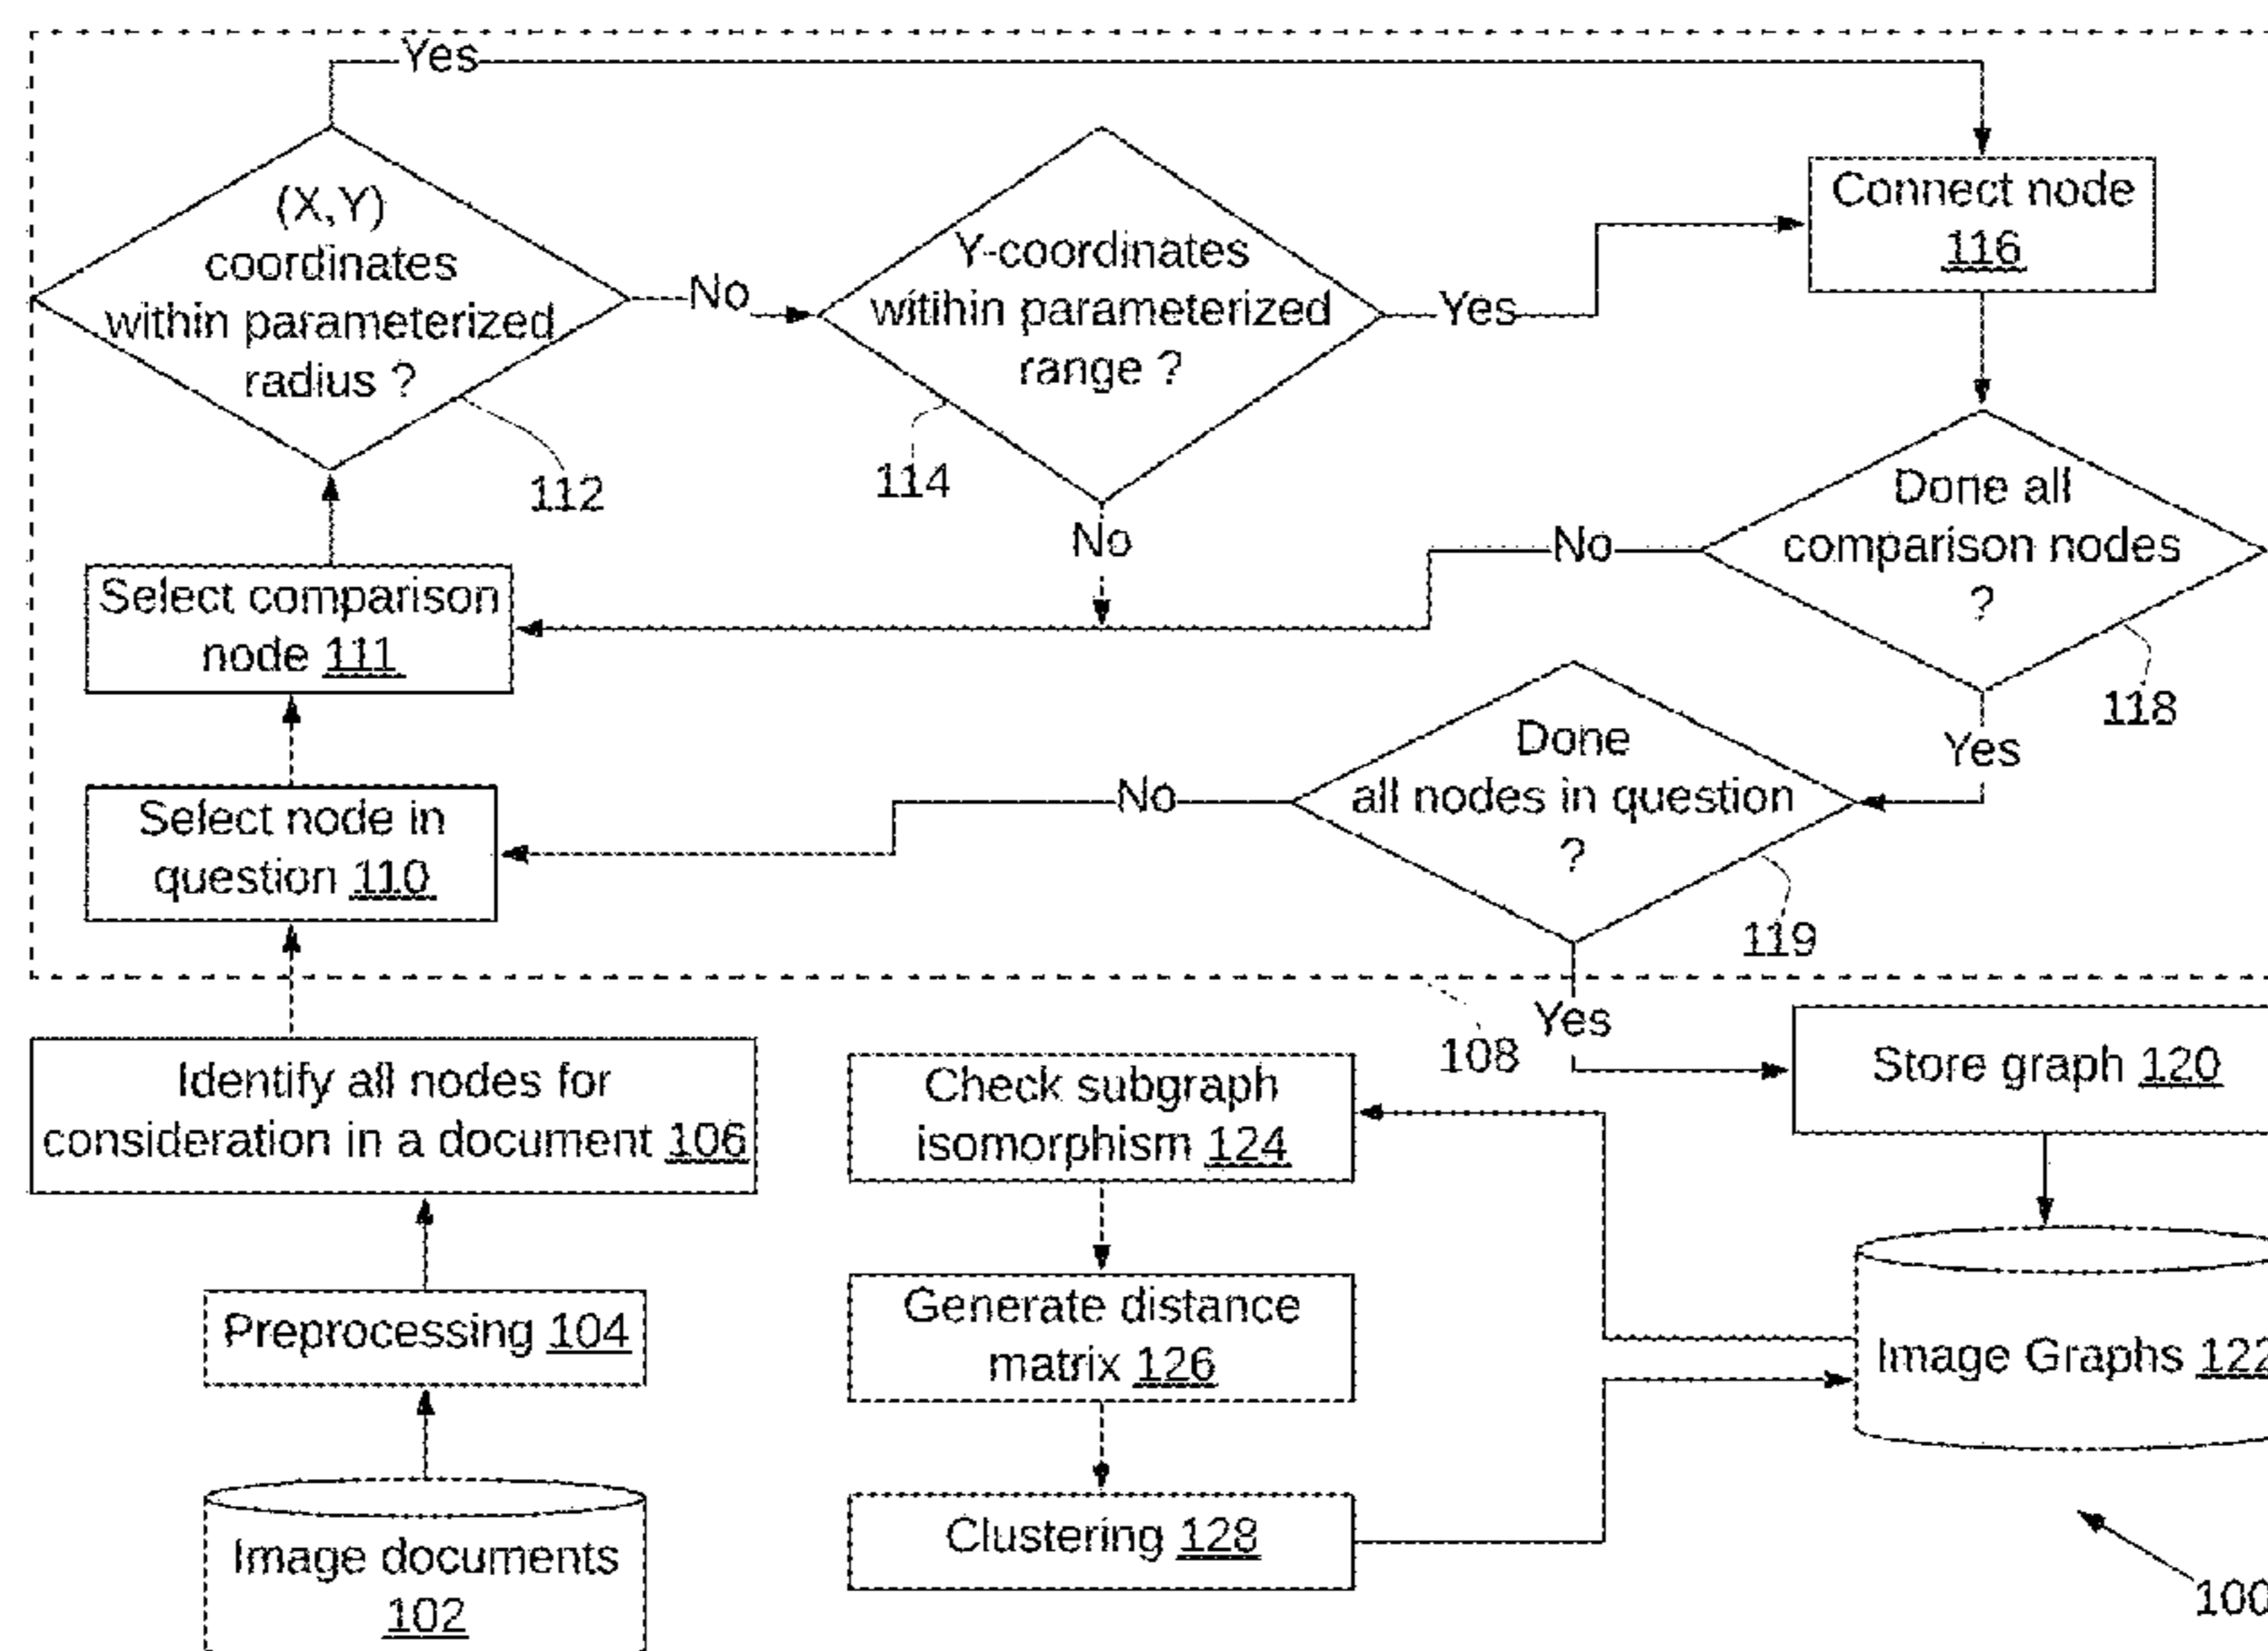 Yes
(X,Y)
coordinates
within parameterized
radius ?
112
No
Y-coordinates
witihin parameterized
range ?
114
Yes
No
Connect node
116
Done all
comparison nodes
?
118
No
Yes
Select comparison
node 111
Select node in
question 110
Done
all nodes in question
?
119
No
Yes
108
Identify all nodes for
consideration in a document 106
Preprocessing 104
Image documents
102
Check subgraph
isomorphism 124
Generate distance
matrix 126
Clustering 128
Store graph 120
Image Graphs 122
100